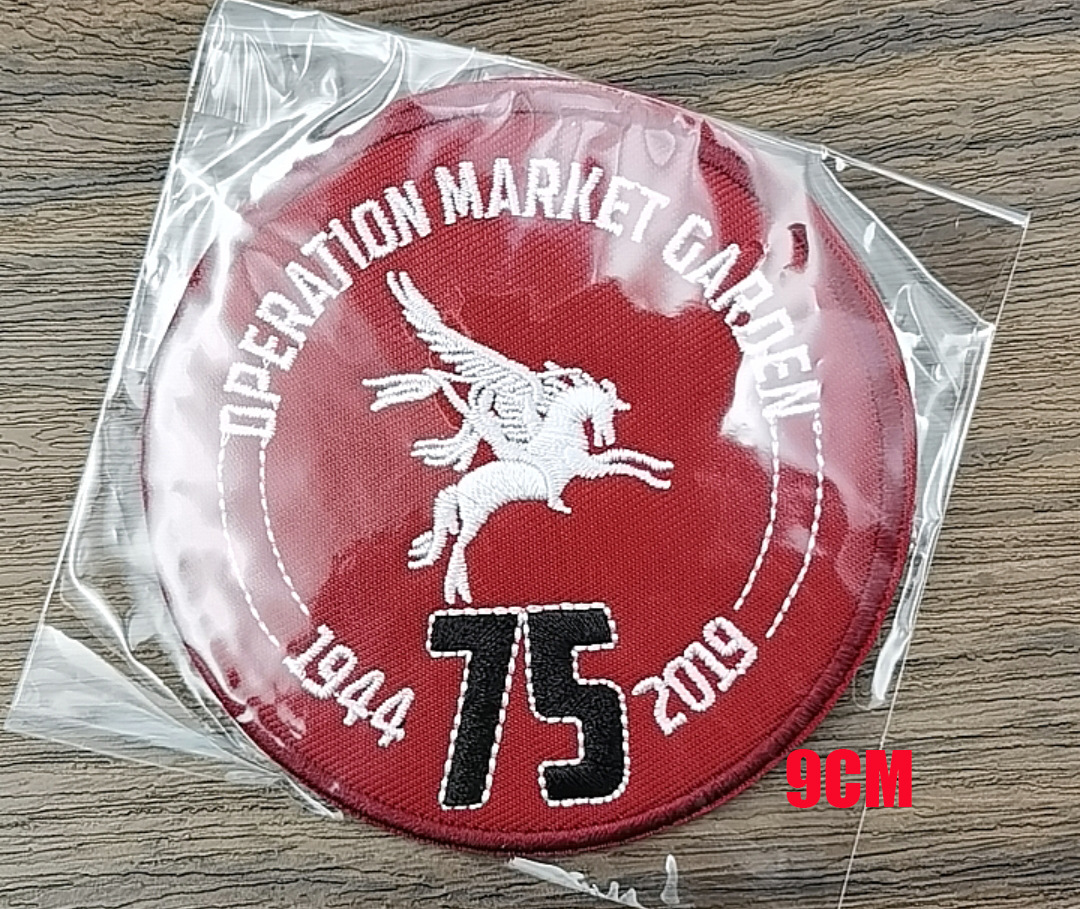 OPERATION MARKET GARDEN
1944
75
2019
9CM